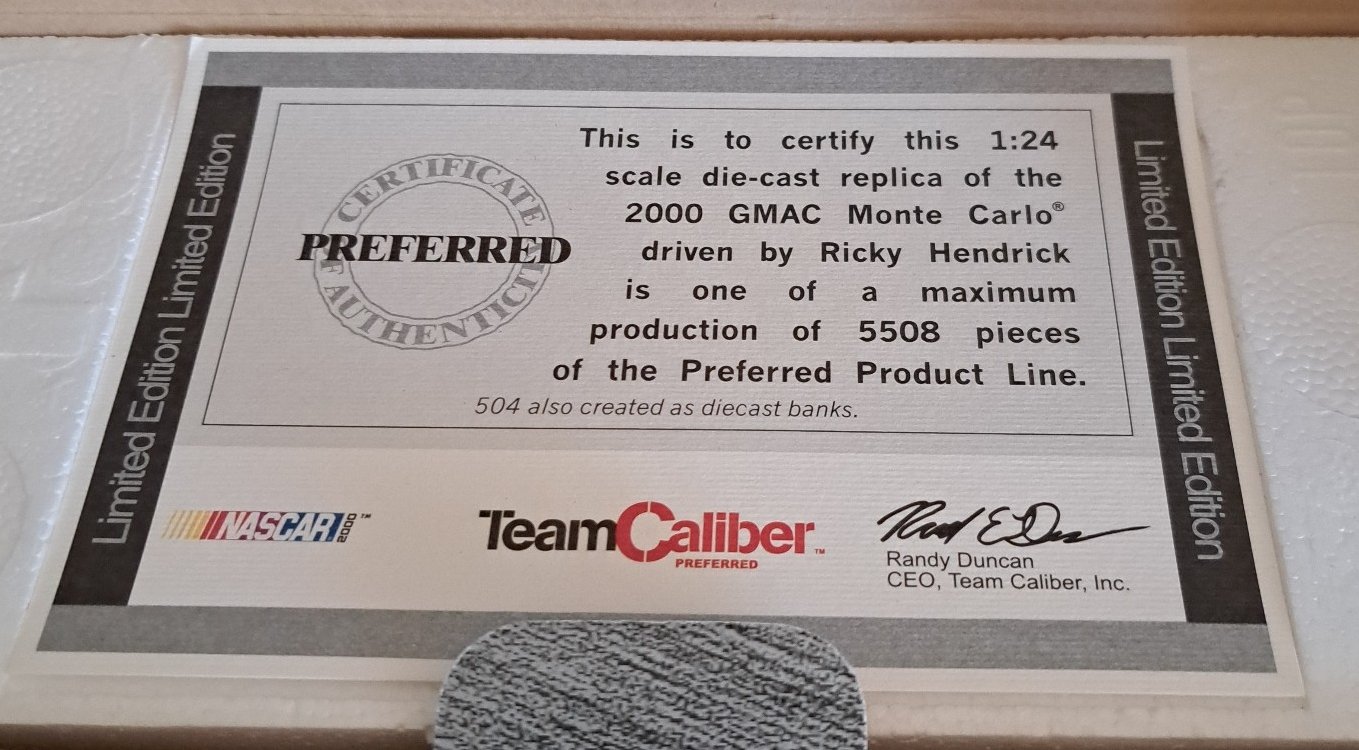 Limited Edition Limited Edition
CERTIFICATE
PREFERRED
OF AUTHENTICITY
This is to certify this 1:24
scale die-cast replica of the
2000 GMAC Monte Carlo®
driven by Ricky Hendrick
is one of a maximum
production of 5508 pieces
of the Preferred Product Line.
504 also created as diecast banks.
Limited Edition Limited Edition
NASCAR 2000™
TeamCaliber™
PREFERRED
Randy Duncan
CEO, Team Caliber, Inc.